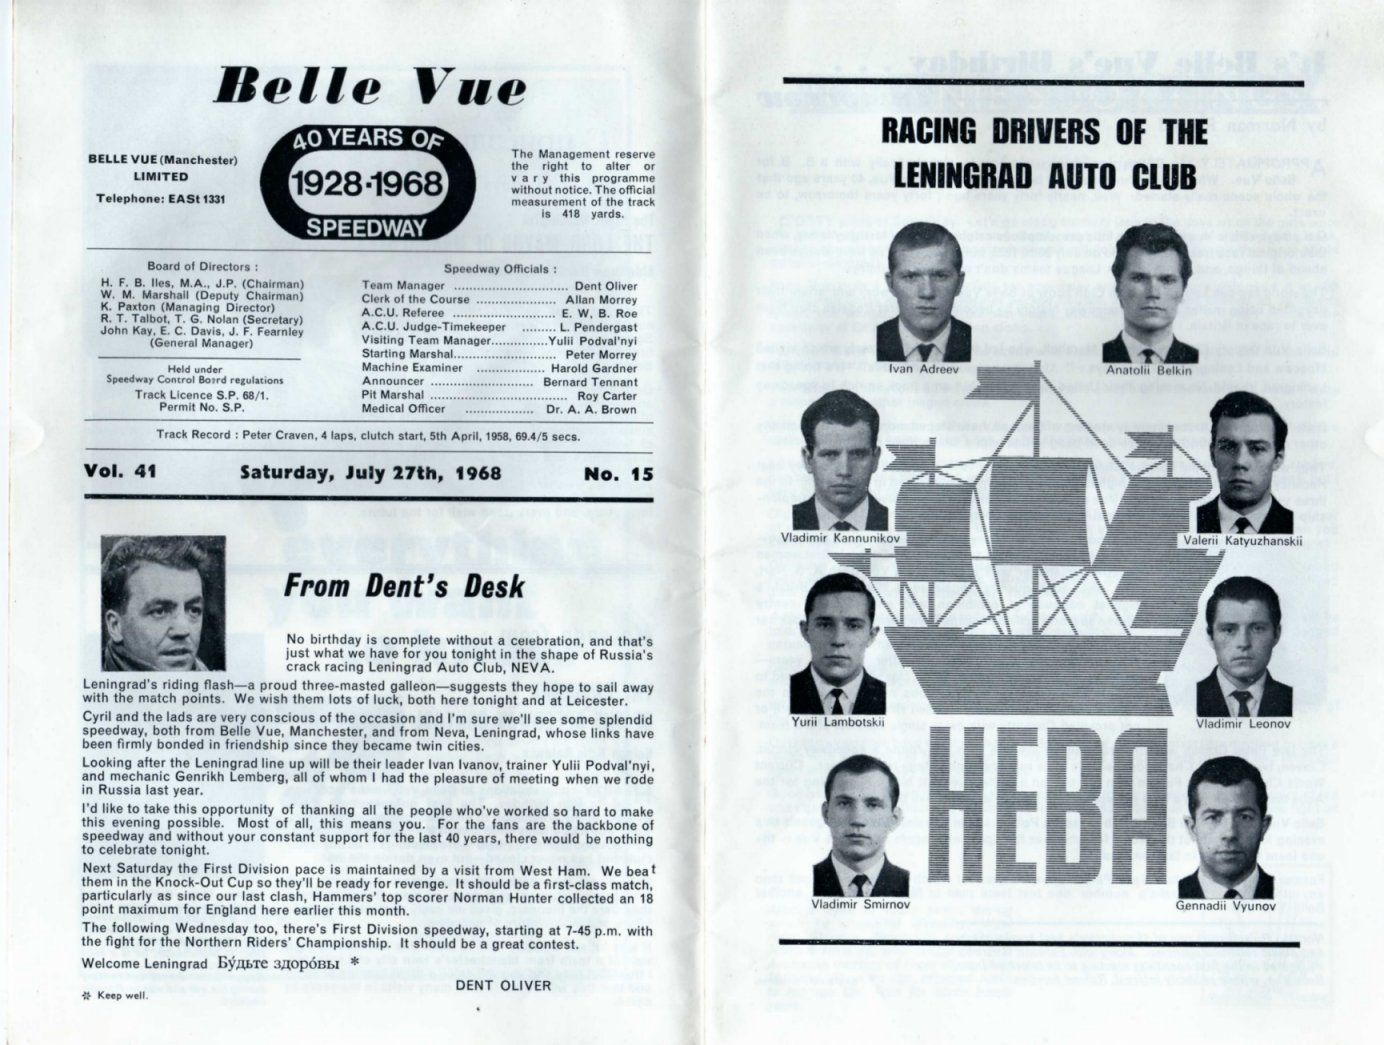 Belle Vue
BELLE VUE (Manchester)
LIMITED
Telephone: EASt 1331
40 YEARS OF
1928·1968
SPEEDWAY
The Management reserve
the right to alter or
vary this programme
without notice. The official
measurement of the track
is 418 yards.
Board of Directors :
H. F. B. Iles, M.A., J.P. (Chairman)
W. M. Marshall (Deputy Chairman)
K. Paxton (Managing Director)
R. T. Talbot, T. G. Nolan (Secretary)
John Kay, E. C. Davis, J. F. Fearnley
(General Manager)
Held under
Speedway Control Board regulations
Track Licence S.P. 68/1.
Permit No. S.P.
Speedway Officials :
Team Manager ............................. Dent Oliver
Clerk of the Course .................... Allan Morrey
A.C.U. Referee .......................... E. W. B. Roe
A.C.U. Judge-Timekeeper ......... L. Pendergast
Visiting Team Manager..............Yulii Podval'nyi
Starting Marshal.......................... Peter Morrey
Machine Examiner ................. Harold Gardner
Announcer .......................... Bernard Tennant
Pit Marshal .................................. Roy Carter
Medical Officer ................. Dr. A. A. Brown
Track Record : Peter Craven, 4 laps, clutch start, 5th April, 1958, 69.4/5 secs.
Vol. 41 Saturday, July 27th, 1968 No. 15
From Dent's Desk
No birthday is complete without a celebration, and that's
just what we have for you tonight in the shape of Russia's
crack racing Leningrad Auto Club, NEVA.
Leningrad's riding flash—a proud three-masted galleon—suggests they hope to sail away
with the match points. We wish them lots of luck, both here tonight and at Leicester.
Cyril and the lads are very conscious of the occasion and I'm sure we'll see some splendid
speedway, both from Belle Vue, Manchester, and from Neva, Leningrad, whose links have
been firmly bonded in friendship since they became twin cities.
Looking after the Leningrad line up will be their leader Ivan Ivanov, trainer Yulii Podval'nyi,
and mechanic Genrikh Lemberg, all of whom I had the pleasure of meeting when we rode
in Russia last year.
I'd like to take this opportunity of thanking all the people who've worked so hard to make
this evening possible. Most of all, this means you. For the fans are the backbone of
speedway and without your constant support for the last 40 years, there would be nothing
to celebrate tonight.
Next Saturday the First Division pace is maintained by a visit from West Ham. We beat
them in the Knock-Out Cup so they'll be ready for revenge. It should be a first-class match,
particularly as since our last clash, Hammers' top scorer Norman Hunter collected an 18
point maximum for England here earlier this month.
The following Wednesday too, there's First Division speedway, starting at 7-45 p.m. with
the fight for the Northern Riders' Championship. It should be a great contest.
Welcome Leningrad Бу́дьте здоро́вы *
DENT OLIVER
* Keep well.
RACING DRIVERS OF THE
LENINGRAD AUTO CLUB
Ivan Adreev
Anatolii Belkin
Vladimir Kannunikov
Valerii Katyuzhanskii
Yurii Lambotskii
Vladimir Leonov
НЕВА
Vladimir Smirnov
Gennadii Vyunov